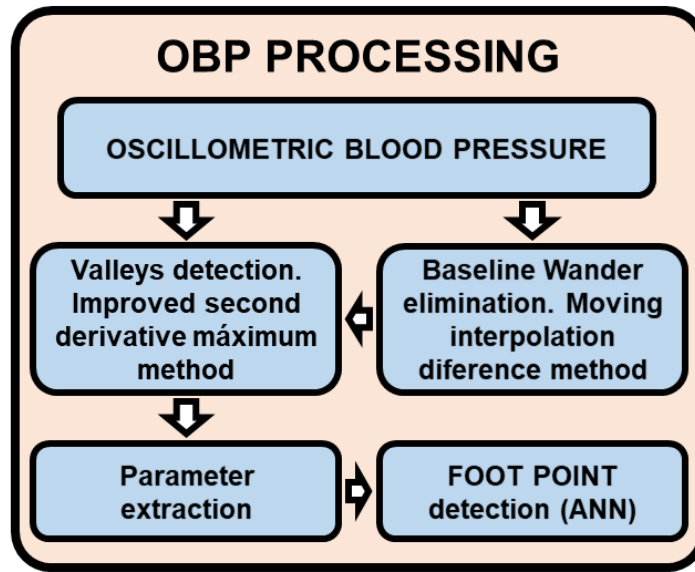 OBP PROCESSING
OSCILLOMETRIC BLOOD PRESSURE
Valleys detection.
Improved second
derivative máximum
method
Baseline Wander
elimination. Moving
interpolation
diference method
Parameter
extraction
FOOT POINT
detection (ANN)